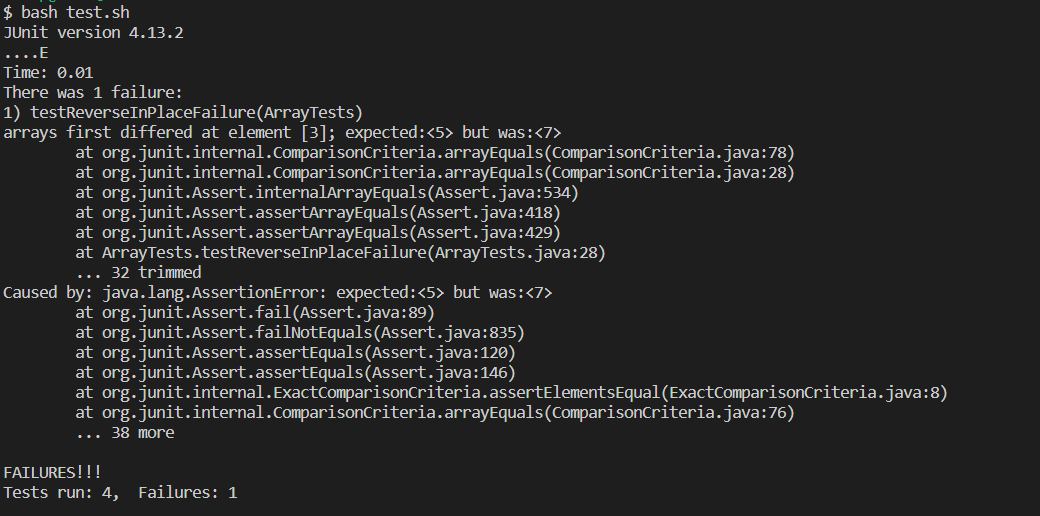 $ bash test.sh
JUnit version 4.13.2
....E
Time: 0.01
There was 1 failure:
1) testReverseInPlaceFailure(ArrayTests)
arrays first differed at element [3]; expected:<5> but was:<7>
        at org.junit.internal.ComparisonCriteria.arrayEquals(ComparisonCriteria.java:78)
        at org.junit.internal.ComparisonCriteria.arrayEquals(ComparisonCriteria.java:28)
        at org.junit.Assert.internalArrayEquals(Assert.java:534)
        at org.junit.Assert.assertArrayEquals(Assert.java:418)
        at org.junit.Assert.assertArrayEquals(Assert.java:429)
        at ArrayTests.testReverseInPlaceFailure(ArrayTests.java:28)
        ... 32 trimmed
Caused by: java.lang.AssertionError: expected:<5> but was:<7>
        at org.junit.Assert.fail(Assert.java:89)
        at org.junit.Assert.failNotEquals(Assert.java:835)
        at org.junit.Assert.assertEquals(Assert.java:120)
        at org.junit.Assert.assertEquals(Assert.java:146)
        at org.junit.internal.ExactComparisonCriteria.assertElementsEqual(ExactComparisonCriteria.java:8)
        at org.junit.internal.ComparisonCriteria.arrayEquals(ComparisonCriteria.java:76)
        ... 38 more

FAILURES!!!
Tests run: 4,  Failures: 1